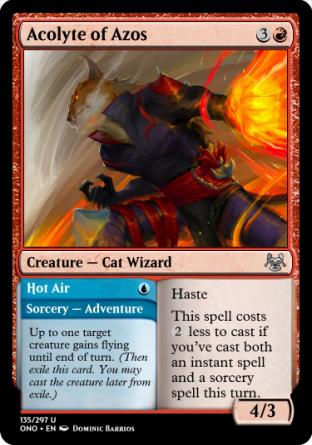 Acolyte of Azos 3
Creature — Cat Wizard
Hot Air
Sorcery — Adventure
Up to one target
creature gains flying
until end of turn. (Then
exile this card. You may
cast the creature later
from exile.)
Haste
This spell costs
2 less to cast if
you've cast both
an instant spell
and a sorcery
spell this turn.
4/3
135/297 U
ONO • EN DOMINIC BARRIOS